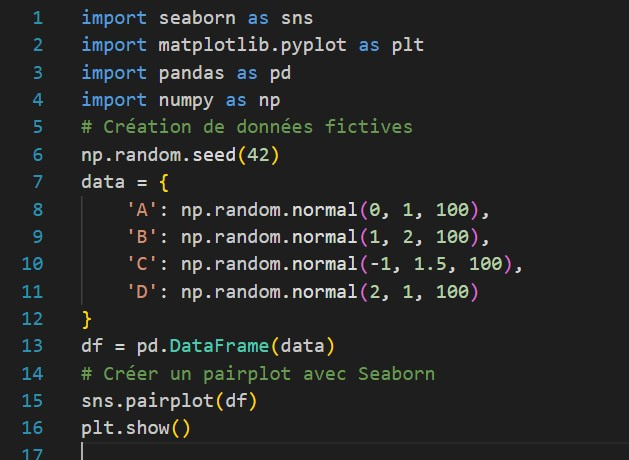 1 import seaborn as sns
2 import matplotlib.pyplot as plt
3 import pandas as pd
4 import numpy as np
5 # Création de données fictives
6 np.random.seed(42)
7 data = {
8     'A': np.random.normal(0, 1, 100),
9     'B': np.random.normal(1, 2, 100),
10     'C': np.random.normal(-1, 1.5, 100),
11     'D': np.random.normal(2, 1, 100)
12 }
13 df = pd.DataFrame(data)
14 # Créer un pairplot avec Seaborn
15 sns.pairplot(df)
16 plt.show()
17